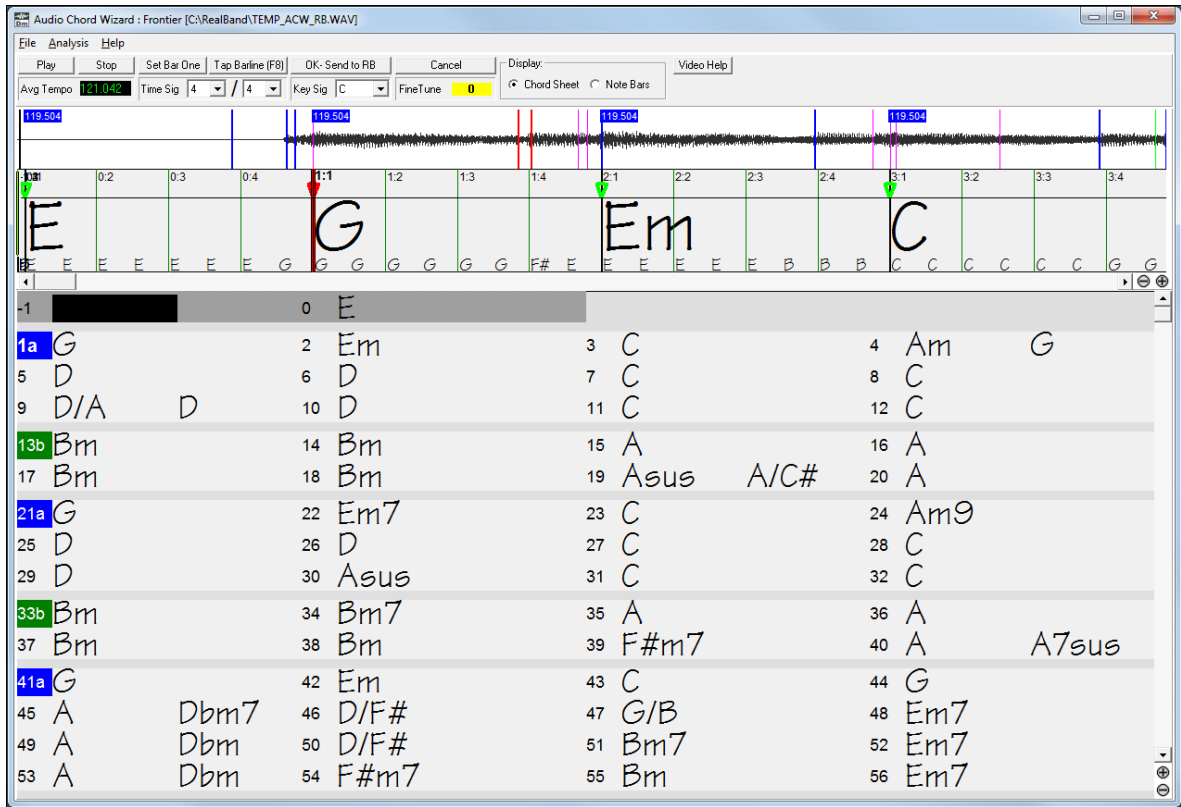 Dm Audio Chord Wizard : Frontier [C:\RealBand\TEMP_ACW_RB.WAV]
File Analysis Help
Play Stop Set Bar One Tap Barline (F8) OK- Send to RB Cancel Display: Video Help
Avg Tempo 121.042 Time Sig 4 / 4 Key Sig C FineTune 0 Chord Sheet Note Bars
119.504 119.504 119.504 119.504
0:2 0:3 0:4 1:1 1:2 1:3 1:4 2:1 2:2 2:3 2:4 3:1 3:2 3:3 3:4
E G Em C
E E E E E E E G G G G G G G F# E E E E E E B B B C C C C C C G G
-1 0 E
1a G 2 Em 3 C 4 Am G
5 D 6 D 7 C 8 C
9 D/A D 10 D 11 C 12 C
13b Bm 14 Bm 15 A 16 A
17 Bm 18 Bm 19 Asus A/C# 20 A
21a G 22 Em7 23 C 24 Am9
25 D 26 D 27 C 28 C
29 D 30 Asus 31 C 32 C
33b Bm 34 Bm7 35 A 36 A
37 Bm 38 Bm 39 F#m7 40 A A7sus
41a G 42 Em 43 C 44 G
45 A Dbm7 46 D/F# 47 G/B 48 Em7
49 A Dbm 50 D/F# 51 Bm7 52 Em7
53 A Dbm 54 F#m7 55 Bm 56 Em7